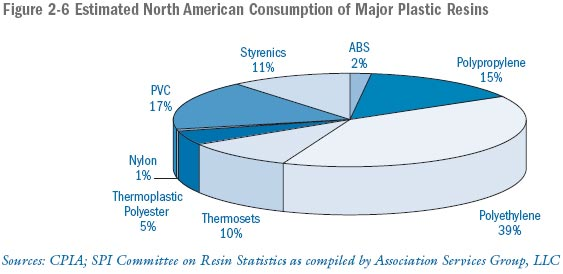 Figure 2-6 Estimated North American Consumption of Major Plastic Resins
ABS
2%
Polypropylene
15%
Polyethylene
39%
Thermosets
10%
Thermoplastic
Polyester
5%
Nylon
1%
PVC
17%
Styrenics
11%
Sources: CPIA; SPI Committee on Resin Statistics as compiled by Association Services Group, LLC